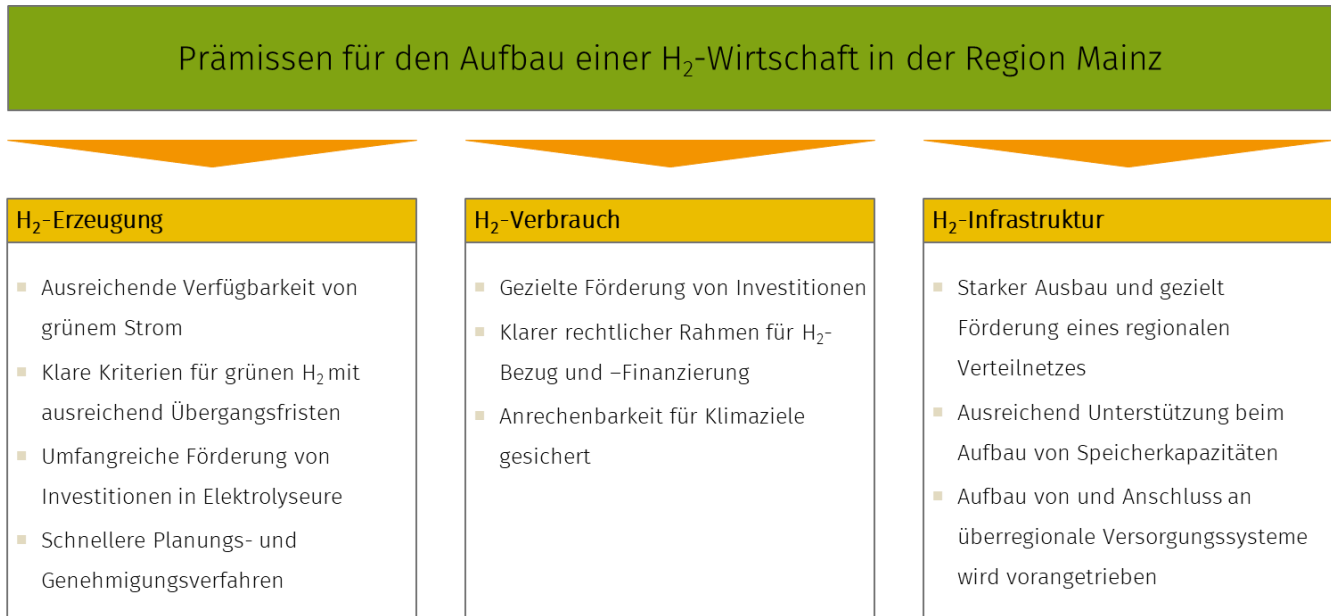 Prämissen für den Aufbau einer H₂-Wirtschaft in der Region Mainz
H₂-Erzeugung
Ausreichende Verfügbarkeit von
grünem Strom
Klare Kriterien für grünen H₂ mit
ausreichend Übergangsfristen
Umfangreiche Förderung von
Investitionen in Elektrolyseure
Schnellere Planungs- und
Genehmigungsverfahren
H₂-Verbrauch
Gezielte Förderung von Investitionen
Klarer rechtlicher Rahmen für H₂-
Bezug und –Finanzierung
Anrechenbarkeit für Klimaziele
gesichert
H₂-Infrastruktur
Starker Ausbau und gezielt
Förderung eines regionalen
Verteilnetzes
Ausreichend Unterstützung beim
Aufbau von Speicherkapazitäten
Aufbau von und Anschluss an
überregionale Versorgungssysteme
wird vorangetrieben